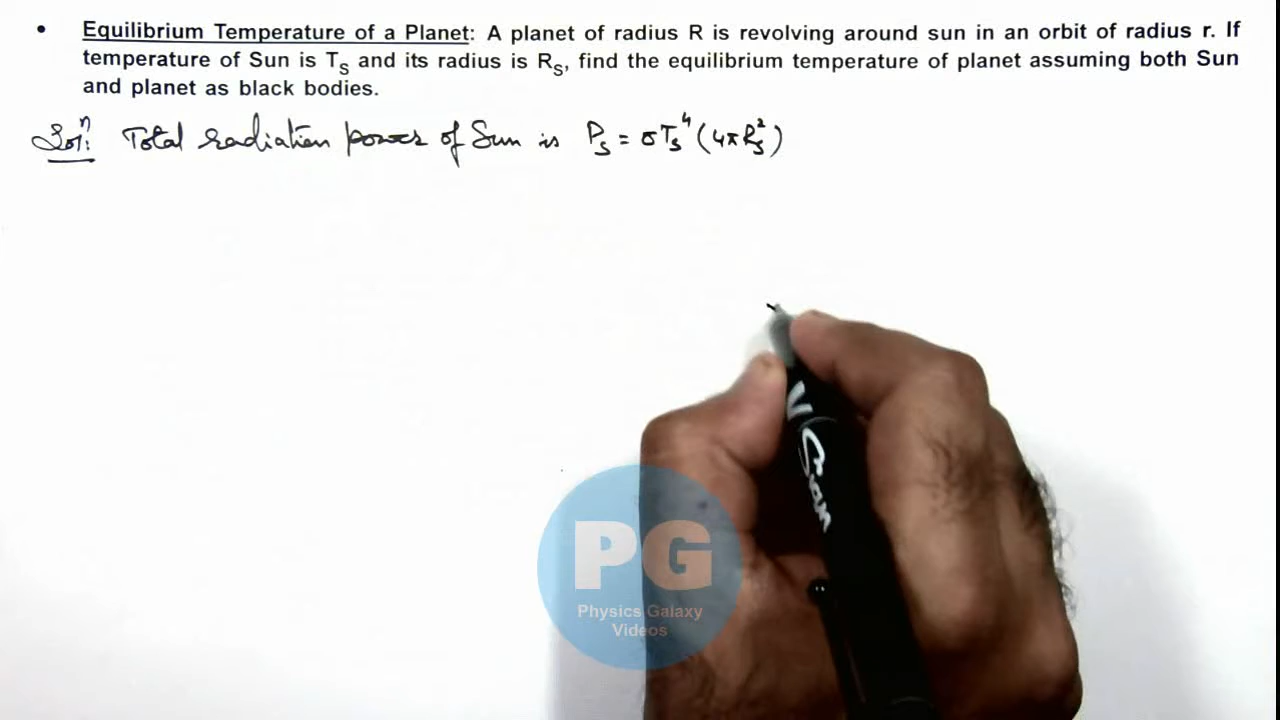 • Equilibrium Temperature of a Planet: A planet of radius R is revolving around sun in an orbit of radius r. If
temperature of Sun is T_S and its radius is R_S, find the equilibrium temperature of planet assuming both Sun
and planet as black bodies.
Solⁿ: Total radiation power of Sun is P_s = σT_s⁴ (4πR_s²)
PG
Physics Galaxy
Videos